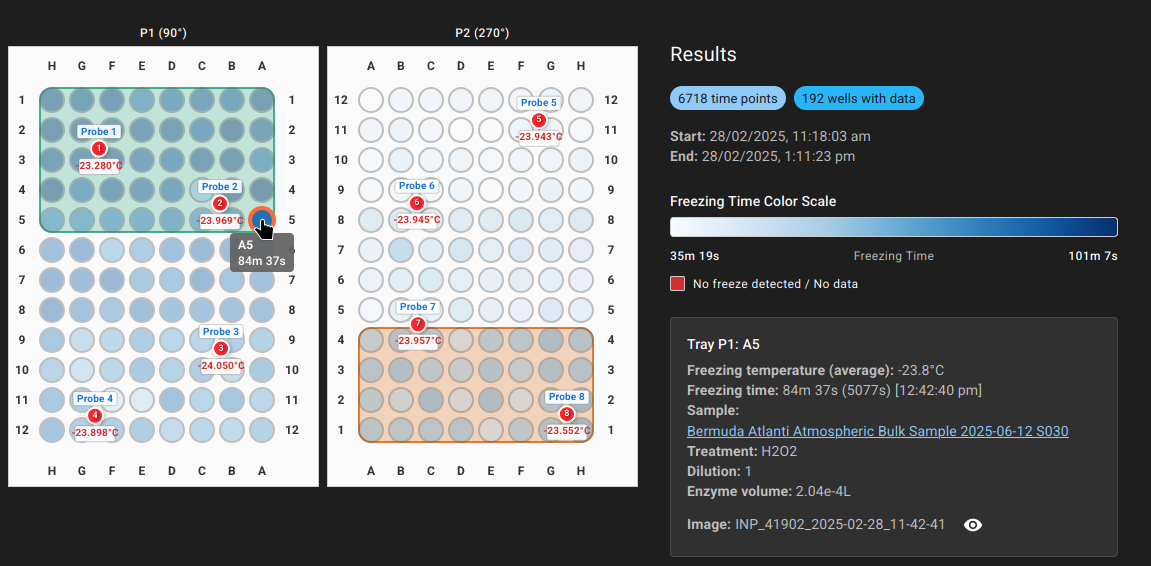 P1 (90°)
H G F E D C B A
1 1
2 2
3 3
4 4
5 5
6
7 7
8 8
9 9
10 10
11 11
12 12
H G F E D C B A
Probe 1
1
-23.280°C
Probe 2
2
-23.969°C
A5
84m 37s
Probe 3
3
-24.050°C
Probe 4
4
-23.898°C
P2 (270°)
A B C D E F G H
12 12
11 11
10 10
9 9
8 8
7 7
6 6
5 5
4 4
3 3
2 2
1 1
A B C D E F G H
Probe 5
5
-23.943°C
Probe 6
6
-23.945°C
Probe 7
7
-23.957°C
Probe 8
8
-23.552°C
Results
6718 time points
192 wells with data
Start: 28/02/2025, 11:18:03 am
End: 28/02/2025, 1:11:23 pm
Freezing Time Color Scale
35m 19s Freezing Time 101m 7s
No freeze detected / No data
Tray P1: A5
Freezing temperature (average): -23.8°C
Freezing time: 84m 37s (5077s) [12:42:40 pm]
Sample:
Bermuda Atlanti Atmospheric Bulk Sample 2025-06-12 S030
Treatment: H2O2
Dilution: 1
Enzyme volume: 2.04e-4L
Image: INP_41902_2025-02-28_11-42-41